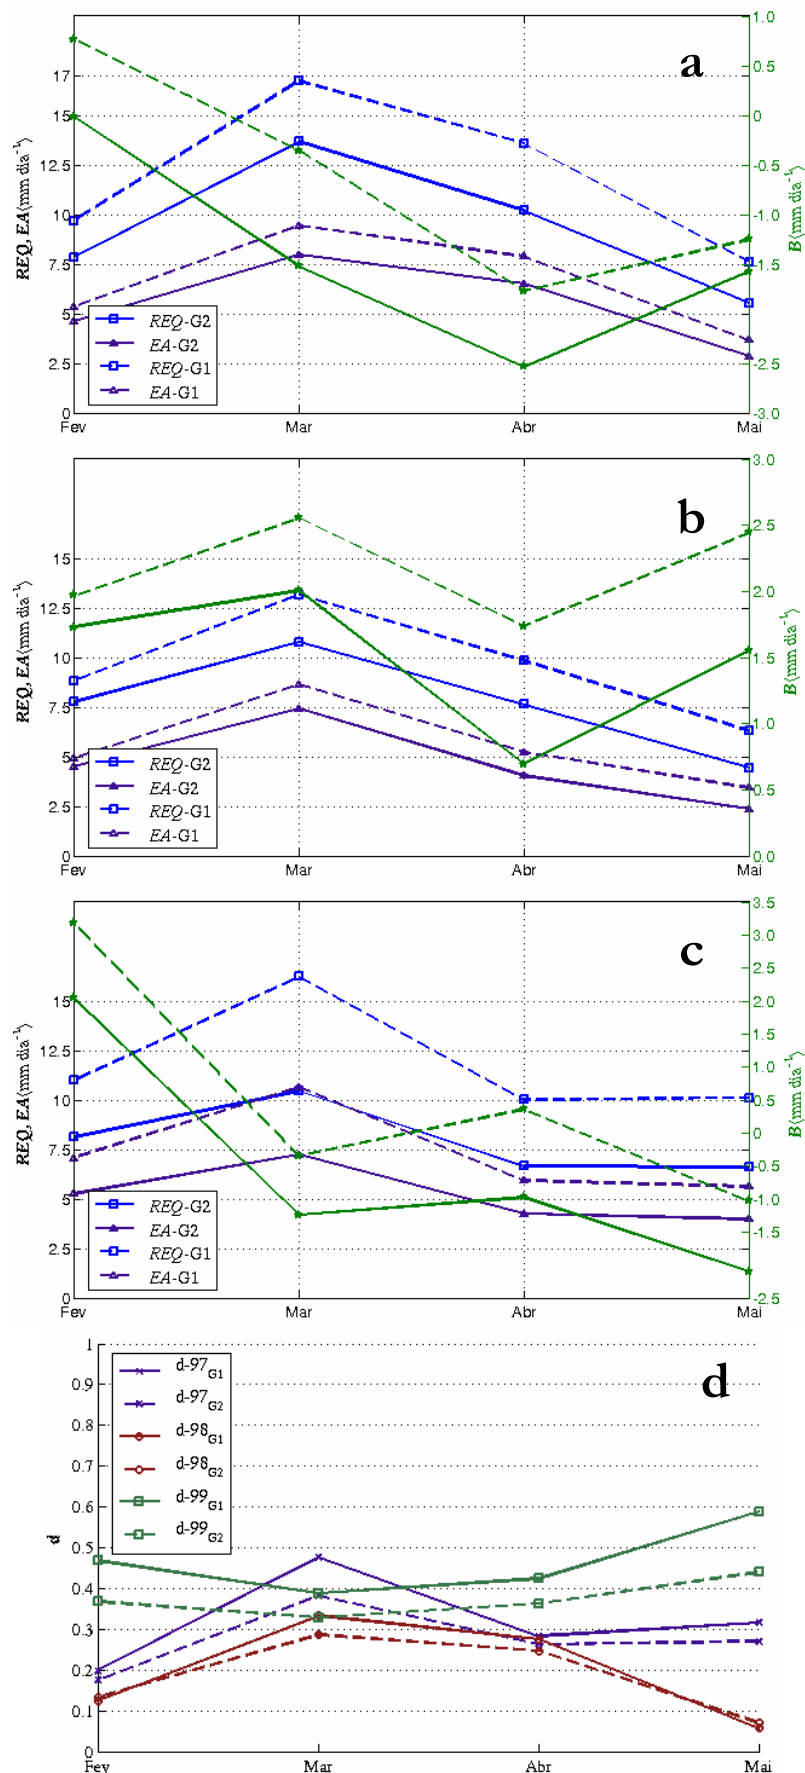 a
REQ, EA(mm dia⁻¹)
17
15
12.5
10
7.5
5
2.5
0
1.0
0.5
0
-0.5
-1.0
-1.5
-2.5
-3.0
B(mm dia⁻¹)
REQ-G2
EA-G2
REQ-G1
EA-G1
Fev Mar Abr Mai
b
REQ, EA(mm dia⁻¹)
15
12.5
10
7.5
5
2.5
0
3.0
2.5
2.0
1.5
1.0
0.5
0.0
B(mm dia⁻¹)
REQ-G2
EA-G2
REQ-G1
EA-G1
Fev Mar Abr Mai
c
REQ, EA(mm dia⁻¹)
15
12.5
10
7.5
5
2.5
0
3.5
3.0
2.5
2.0
1.5
1.0
0.5
0
-0.5
-1.0
-1.5
-2.5
B(mm dia⁻¹)
REQ-G2
EA-G2
REQ-G1
EA-G1
Fev Mar Abr Mai
d
d
1
0.9
0.8
0.7
0.6
0.5
0.4
0.3
0.2
0.1
0
d-97G1
d-97G2
d-98G1
d-98G2
d-99G1
d-99G2
Fev Mar Abr Mai